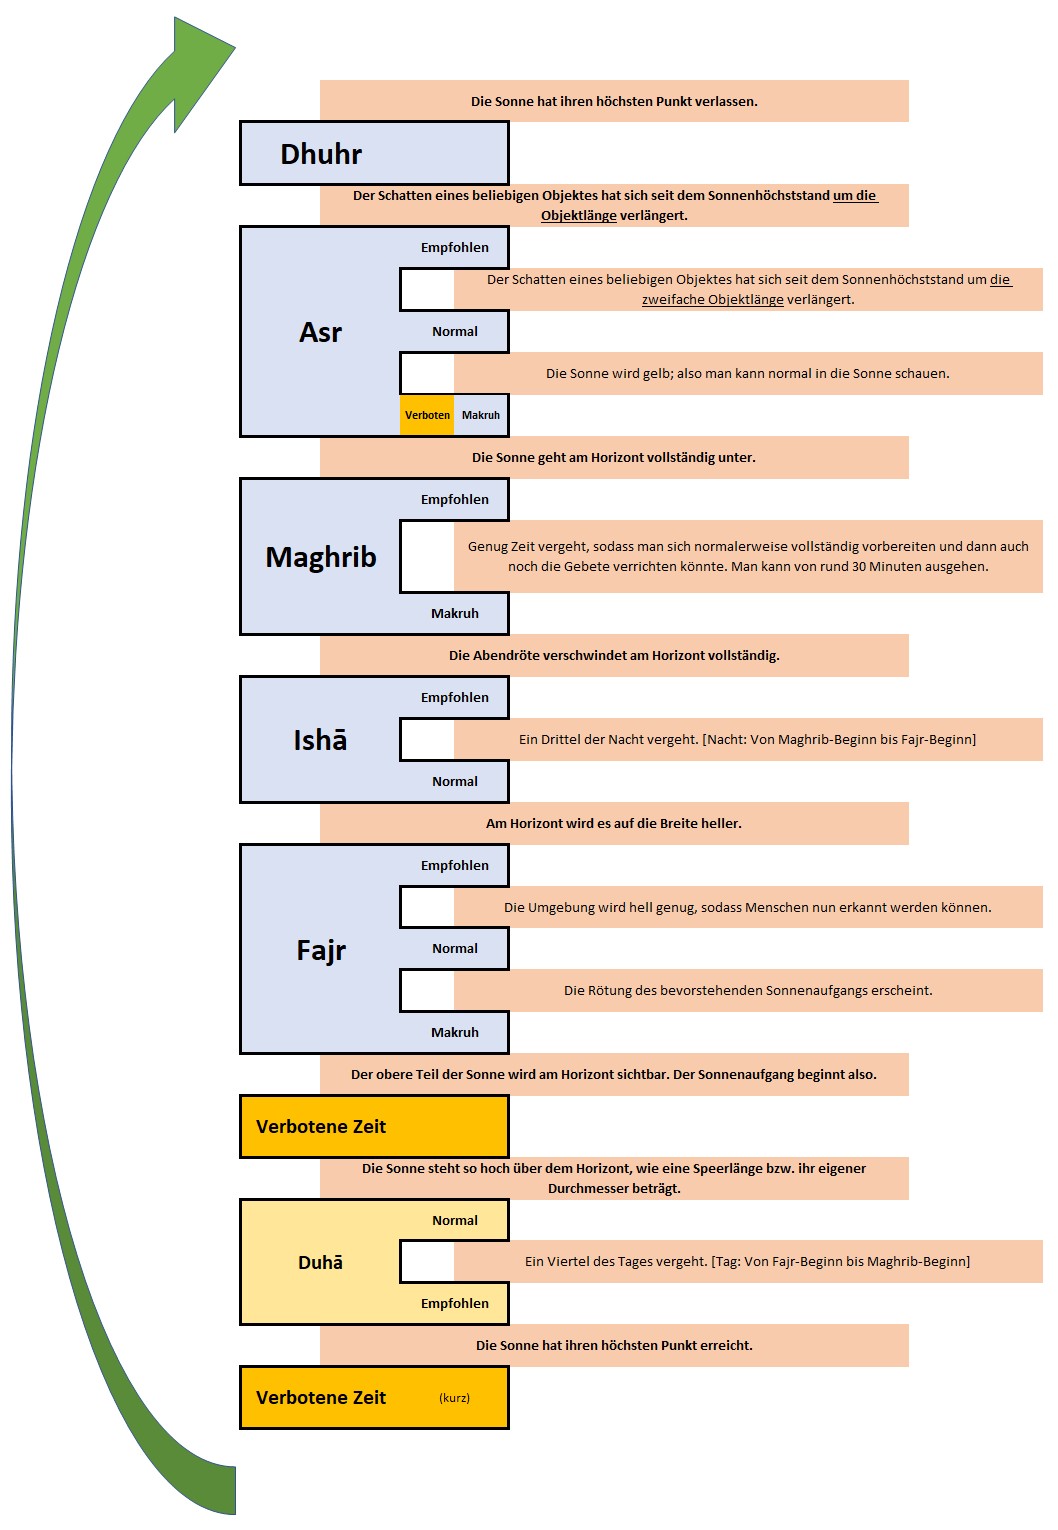 Die Sonne hat ihren höchsten Punkt verlassen.
Dhuhr
Der Schatten eines beliebigen Objektes hat sich seit dem Sonnenhöchststand um die
Objektlänge verlängert.
Asr
Empfohlen
Der Schatten eines beliebigen Objektes hat sich seit dem Sonnenhöchststand um die
zweifache Objektlänge verlängert.
Normal
Die Sonne wird gelb; also man kann normal in die Sonne schauen.
Verboten Makruh
Die Sonne geht am Horizont vollständig unter.
Maghrib
Empfohlen
Genug Zeit vergeht, sodass man sich normalerweise vollständig vorbereiten und dann auch
noch die Gebete verrichten könnte. Man kann von rund 30 Minuten ausgehen.
Makruh
Die Abendröte verschwindet am Horizont vollständig.
Ishā
Empfohlen
Ein Drittel der Nacht vergeht. [Nacht: Von Maghrib-Beginn bis Fajr-Beginn]
Normal
Am Horizont wird es auf die Breite heller.
Fajr
Empfohlen
Die Umgebung wird hell genug, sodass Menschen nun erkannt werden können.
Normal
Die Rötung des bevorstehenden Sonnenaufgangs erscheint.
Makruh
Der obere Teil der Sonne wird am Horizont sichtbar. Der Sonnenaufgang beginnt also.
Verbotene Zeit
Die Sonne steht so hoch über dem Horizont, wie eine Speerlänge bzw. ihr eigener
Durchmesser beträgt.
Duhā
Normal
Ein Viertel des Tages vergeht. [Tag: Von Fajr-Beginn bis Maghrib-Beginn]
Empfohlen
Die Sonne hat ihren höchsten Punkt erreicht.
Verbotene Zeit (kurz)